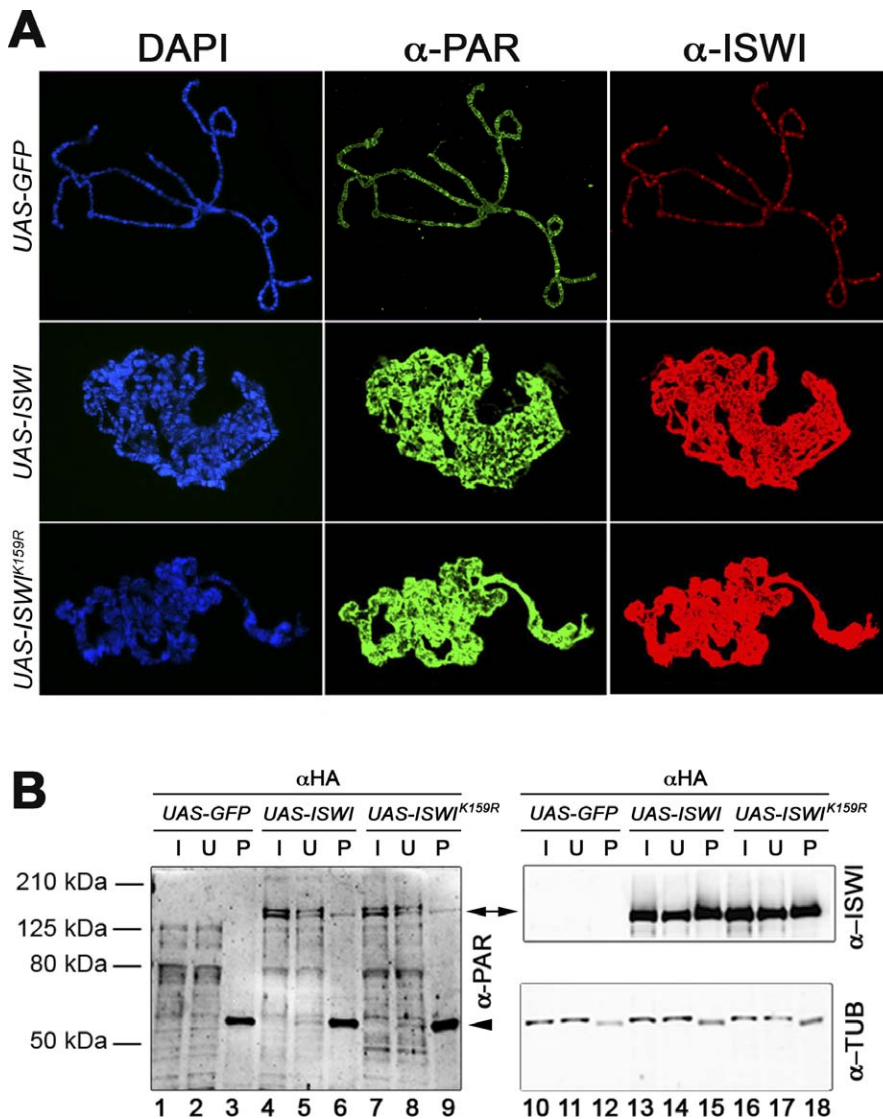 A
DAPI α-PAR α-ISWI
UAS-GFP
UAS-ISWI
UAS-ISWI^K159R
B
αHA αHA
UAS-GFP UAS-ISWI UAS-ISWI^K159R UAS-GFP UAS-ISWI UAS-ISWI^K159R
I U P I U P I U P I U P I U P I U P
210 kDa
125 kDa
80 kDa
50 kDa
α-PAR
α–ISWI
α–TUB
1 2 3 4 5 6 7 8 9 10 11 12 13 14 15 16 17 18